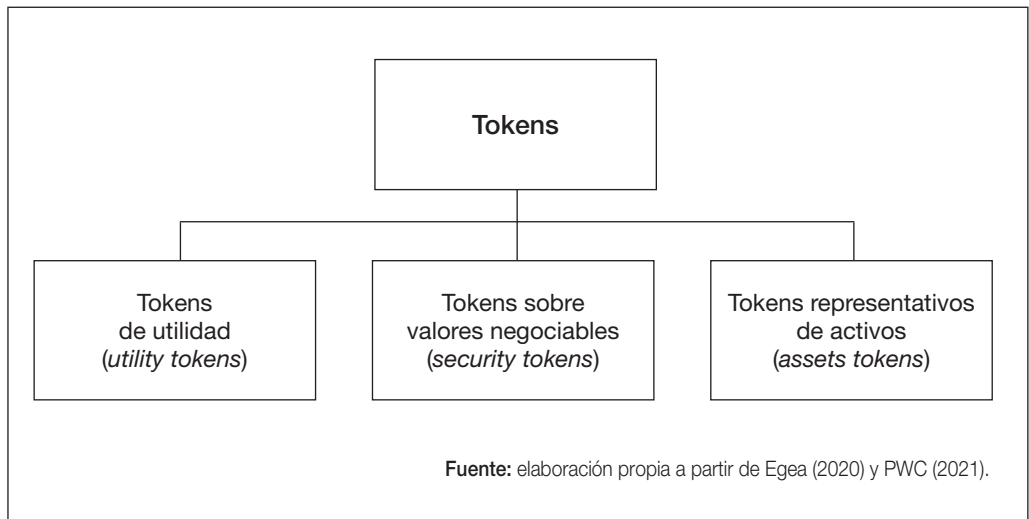 Tokens
Tokens
de utilidad
(utility tokens)
Tokens sobre
valores negociables
(security tokens)
Tokens representativos
de activos
(assets tokens)
Fuente: elaboración propia a partir de Egea (2020) y PWC (2021).